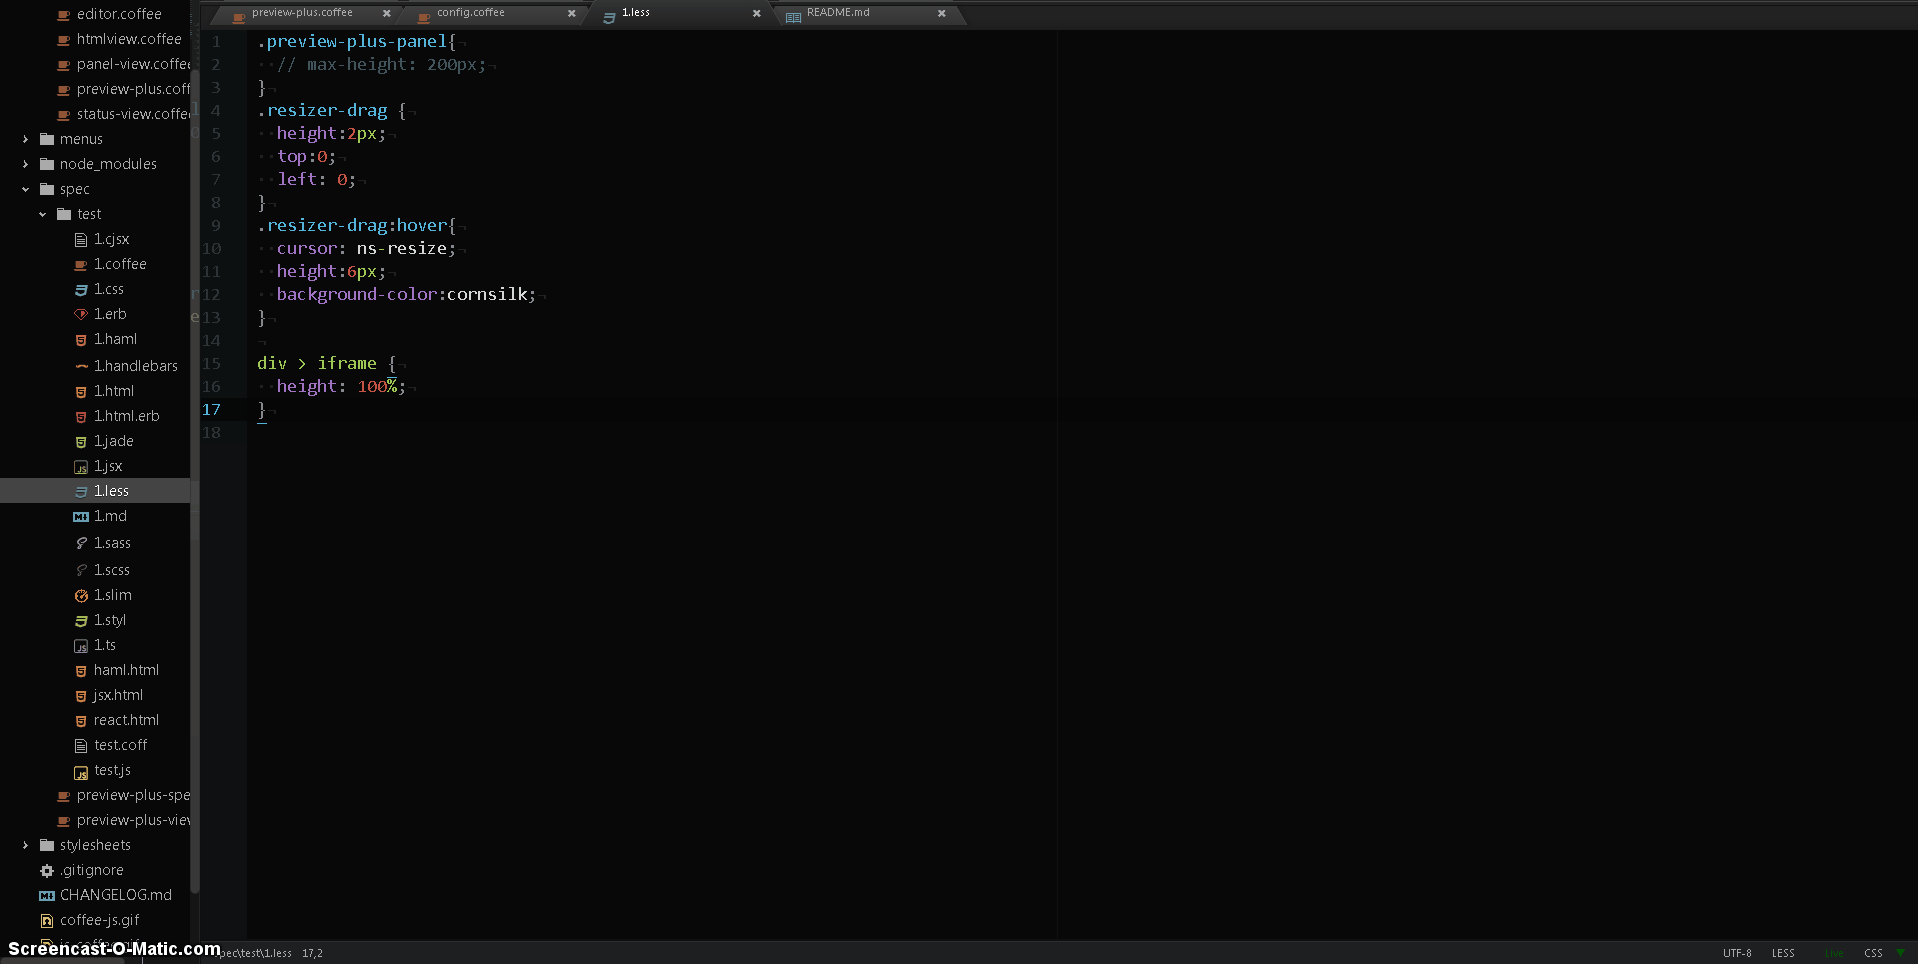 preview-plus.coffee
config.coffee
1.less
README.md
editor.coffee
htmlview.coffee
panel-view.coffee
preview-plus.coff
status-view.coffee
menus
node_modules
spec
test
1.cjsx
1.coffee
1.css
1.erb
1.haml
1.handlebars
1.html
1.html.erb
1.jade
1.jsx
1.less
1.md
1.sass
1.scss
1.slim
1.styl
1.ts
haml.html
jsx.html
react.html
test.coff
test.js
preview-plus-spe
preview-plus-view
stylesheets
.gitignore
CHANGELOG.md
coffee-js.gif
1 .preview-plus-panel{
2 // max-height: 200px;
3 }
4 .resizer-drag {
5 height:2px;
6 top:0;
7 left: 0;
8 }
9 .resizer-drag:hover{
10 cursor: ns-resize;
11 height:6px;
12 background-color:cornsilk;
13 }
14
15 div > iframe {
16 height: 100%;
17 }
18
Screencast-O-Matic.com
pec\test\1.less 17,2
UTF-8 LESS Live CSS